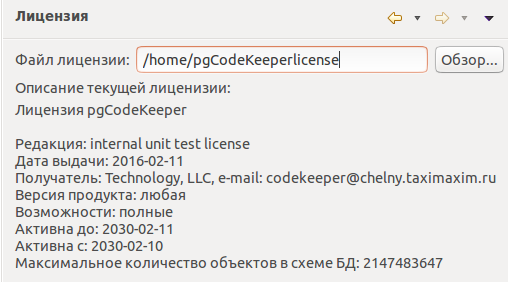 Лицензия
Файл лицензии: /home/pgCodeKeeperlicense Обзор...
Описание текущей лиценизии:
Лицензия pgCodeKeeper
Редакция: internal unit test license
Дата выдачи: 2016-02-11
Получатель: Technology, LLC, e-mail: codekeeper@chelny.taximaxim.ru
Версия продукта: любая
Возможности: полные
Активна до: 2030-02-11
Активна с: 2030-02-10
Максимальное количество объектов в схеме БД: 2147483647